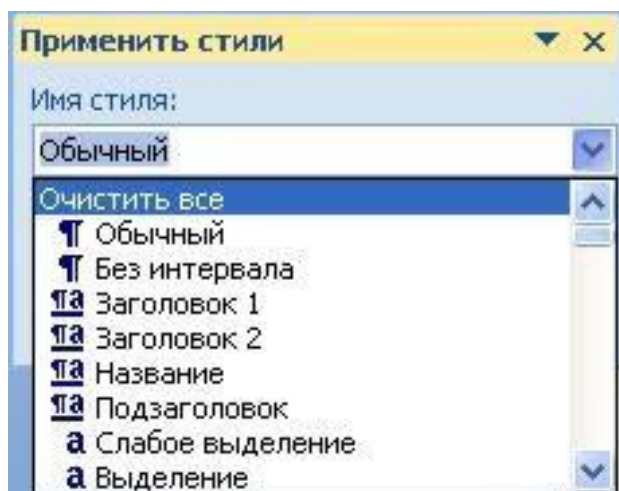 Применить стили
Имя стиля:
Обычный
Очистить все
¶ Обычный
¶ Без интервала
¶a Заголовок 1
¶a Заголовок 2
¶a Название
¶a Подзаголовок
a Слабое выделение
a Выделение